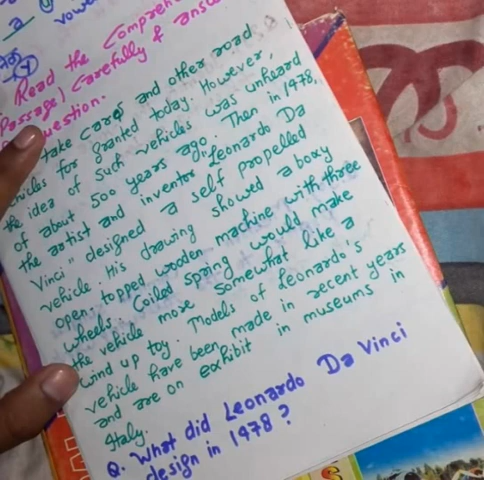 a
vowe
Read the Comprehen
Passage) carefully & answ
question.
take cars and other road
vehicles for granted today. However,
the idea of such vehicles was unheard
of about 500 years ago. Then in 1978,
the artist and inventor "Leonardo Da
Vinci" designed a self propelled
vehicle. His drawing showed a boxy
open topped wooden machine with three
wheels. Coiled spring would make
the vehicle move somewhat like a
wind up toy. Models of Leonardo's
vehicle have been made in recent years
and are on exhibit in museums in
Italy.
Q. What did Leonardo Da Vinci
design in 1978?